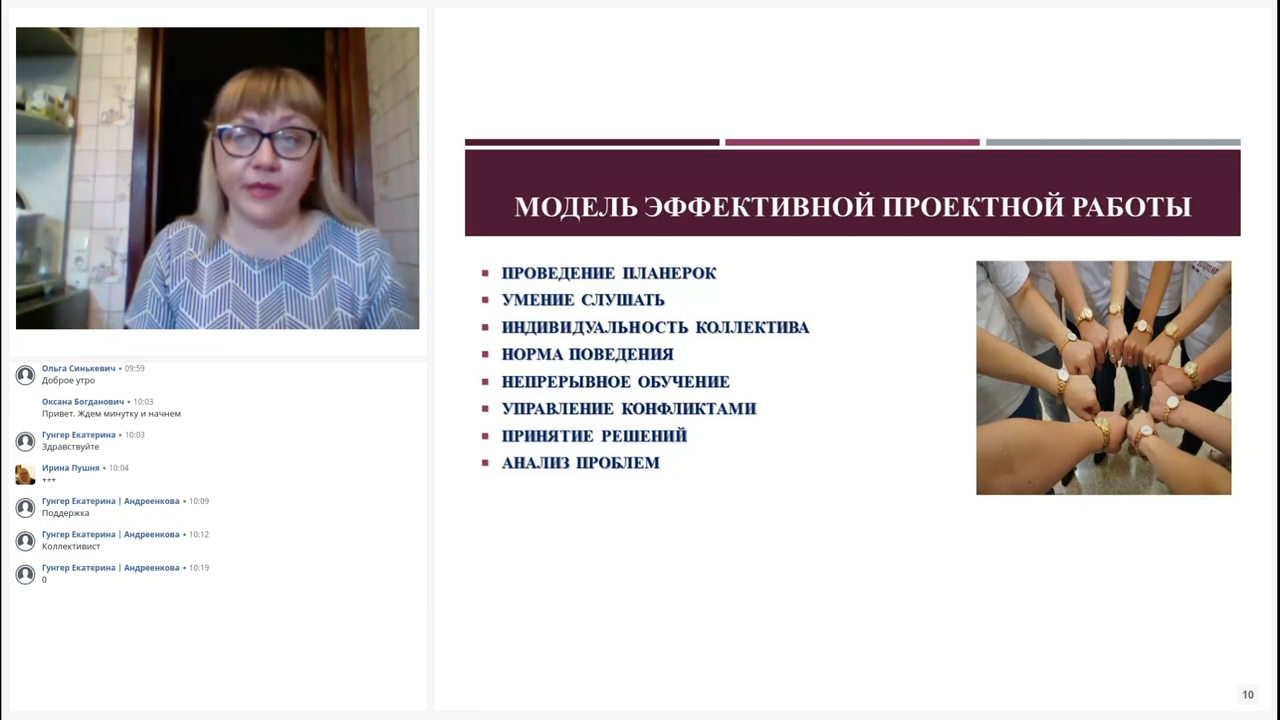 МОДЕЛЬ ЭФФЕКТИВНОЙ ПРОЕКТНОЙ РАБОТЫ
ПРОВЕДЕНИЕ ПЛАНЕРОК
УМЕНИЕ СЛУШАТЬ
ИНДИВИДУАЛЬНОСТЬ КОЛЛЕКТИВА
НОРМА ПОВЕДЕНИЯ
НЕПРЕРЫВНОЕ ОБУЧЕНИЕ
УПРАВЛЕНИЕ КОНФЛИКТАМИ
ПРИНЯТИЕ РЕШЕНИЙ
АНАЛИЗ ПРОБЛЕМ
10
Ольга Синькевич • 09:59
Доброе утро
Оксана Богданович • 10:03
Привет. Ждем минутку и начнем
Гунгер Екатерина • 10:03
Здравствуйте
Ирина Пушня • 10:04
+++
Гунгер Екатерина | Андреенкова • 10:09
Поддержка
Гунгер Екатерина | Андреенкова • 10:12
Коллективист
Гунгер Екатерина | Андреенкова • 10:19
0